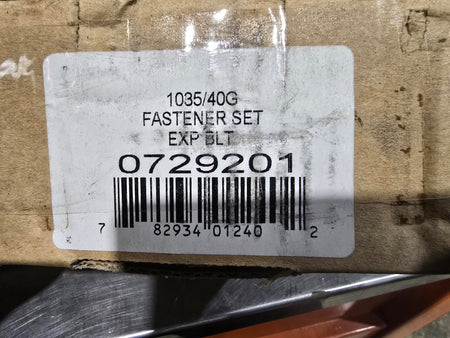 1035/40G
FASTENER SET
EXP BLT
0729201
7 82934 01240 2